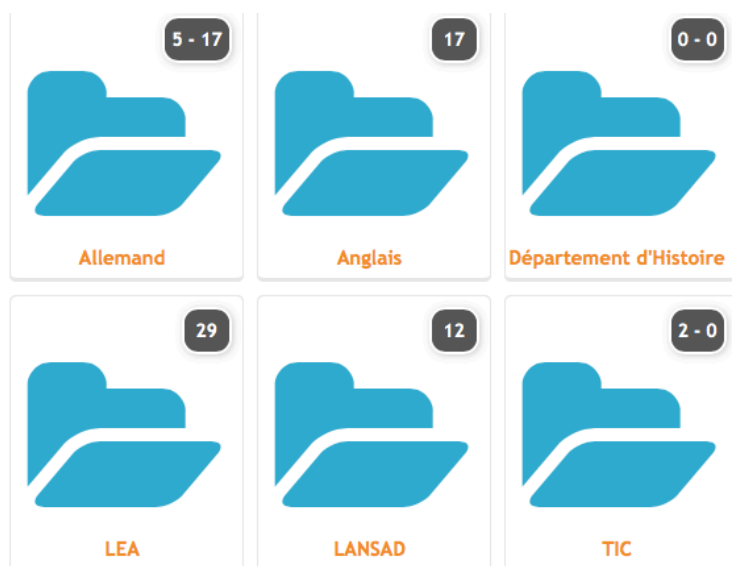 5 - 17
17
0 - 0
Allemand
Anglais
Département d'Histoire
29
12
2 - 0
LEA
LANSAD
TIC